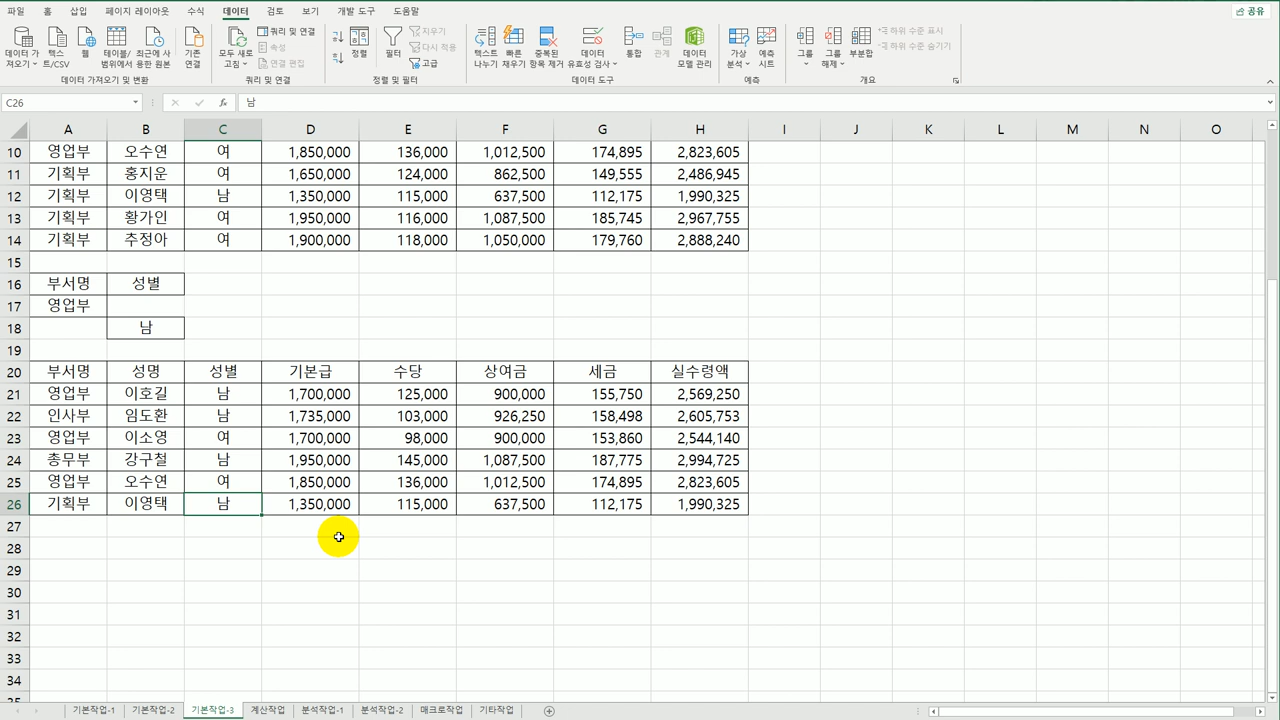 파일 홈 삽입 페이지 레이아웃 수식 데이터 검토 보기 개발 도구 도움말 공유
데이터 가져오기 텍스트/CSV 웹 테이블/범위에서 최근에 사용한 원본 기존 연결 모두 새로 고침 쿼리 및 연결 속성 연결 편집 정렬 필터 지우기 다시 적용 고급 텍스트 나누기 빠른 채우기 중복된 항목 제거 데이터 유효성 검사 통합 관계 데이터 모델 관리 가상 분석 예측 시트 그룹 그룹 해제 부분합 하위 수준 표시 하위 수준 숨기기
데이터 가져오기 및 변환 쿼리 및 연결 정렬 및 필터 데이터 도구 예측 개요
C26 fx 남
A B C D E F G H I J K L M N O
10 영업부 오수연 여 1,850,000 136,000 1,012,500 174,895 2,823,605
11 기획부 홍지운 여 1,650,000 124,000 862,500 149,555 2,486,945
12 기획부 이영택 남 1,350,000 115,000 637,500 112,175 1,990,325
13 기획부 황가인 여 1,950,000 116,000 1,087,500 185,745 2,967,755
14 기획부 추정아 여 1,900,000 118,000 1,050,000 179,760 2,888,240
15
16 부서명 성별
17 영업부
18 남
19
20 부서명 성명 성별 기본급 수당 상여금 세금 실수령액
21 영업부 이호길 남 1,700,000 125,000 900,000 155,750 2,569,250
22 인사부 임도환 남 1,735,000 103,000 926,250 158,498 2,605,753
23 영업부 이소영 여 1,700,000 98,000 900,000 153,860 2,544,140
24 총무부 강구철 남 1,950,000 145,000 1,087,500 187,775 2,994,725
25 영업부 오수연 여 1,850,000 136,000 1,012,500 174,895 2,823,605
26 기획부 이영택 남 1,350,000 115,000 637,500 112,175 1,990,325
27
28
29
30
31
32
33
34
기본작업-1 기본작업-2 기본작업-3 계산작업 분석작업-1 분석작업-2 매크로작업 기타작업